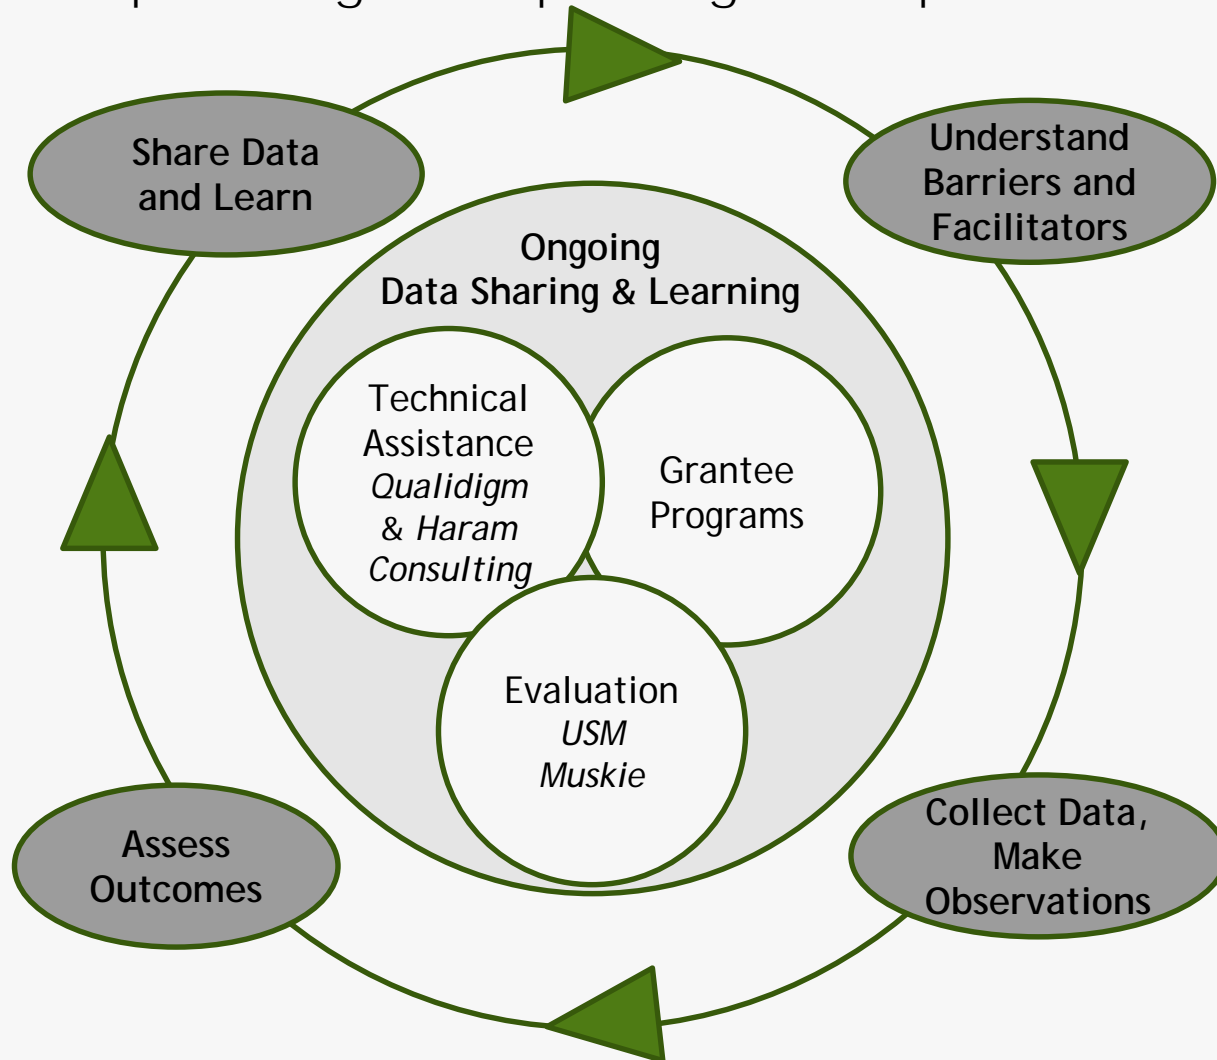 Share Data
and Learn
Understand
Barriers and
Facilitators
Ongoing
Data Sharing & Learning
Technical
Assistance
Qualidigm
& Haram
Consulting
Grantee
Programs
Evaluation
USM
Muskie
Assess
Outcomes
Collect Data,
Make
Observations